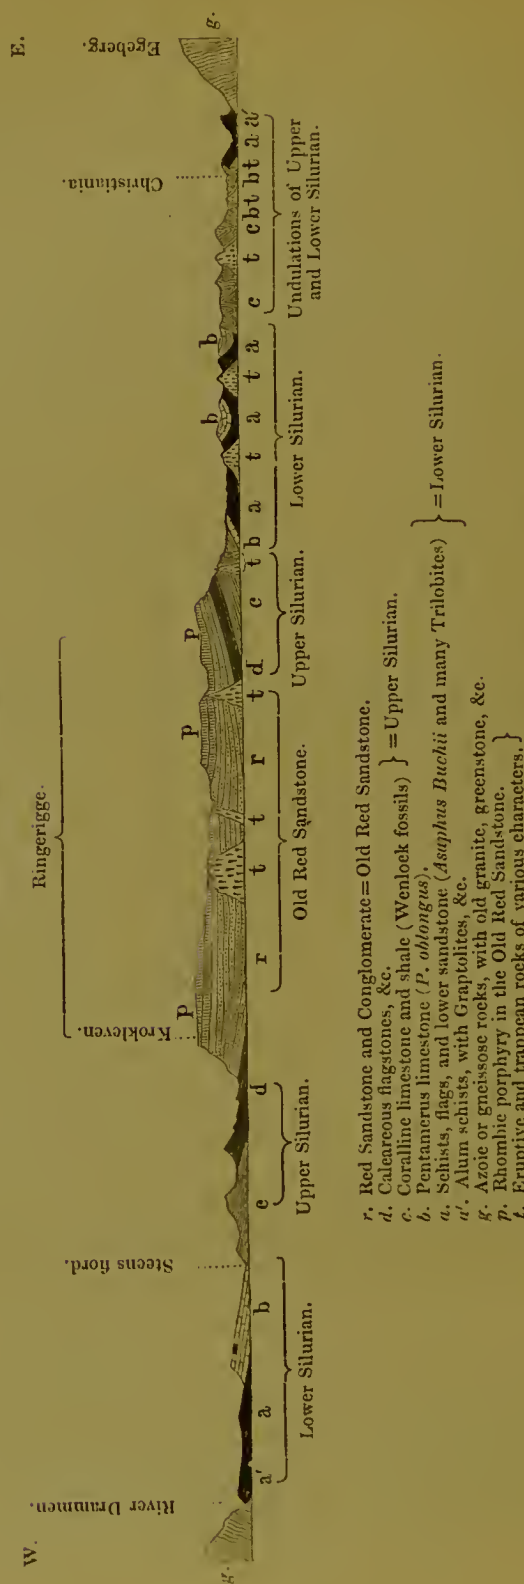 W.
E.
Ringerigge.
River Drammen.
Steens fiord.
Krokleven.
Christiania.
Egeberg.
p p p b b
g. a′ a b e d r t t r t d c t b a t a t a c t c b t b t a a′ g.
Lower Silurian.
Upper Silurian.
Old Red Sandstone.
Upper Silurian.
Lower Silurian.
Undulations of Upper
and Lower Silurian.
r. Red Sandstone and Conglomerate=Old Red Sandstone.
d. Calcareous flagstones, &c.
c. Coralline limestone and shale (Wenlock fossils) } =Upper Silurian.
b. Pentamerus limestone (P. oblongus).
a. Schists, flags, and lower sandstone (Asaphus Buchii and many Trilobites) } =Lower Silurian.
a′. Alum schists, with Graptolites, &c.
g. Azoic or gneissose rocks, with old granite, greenstone, &c.
p. Rhombic porphyry in the Old Red Sandstone. }
t. Eruptive and trappean rocks of various characters. }